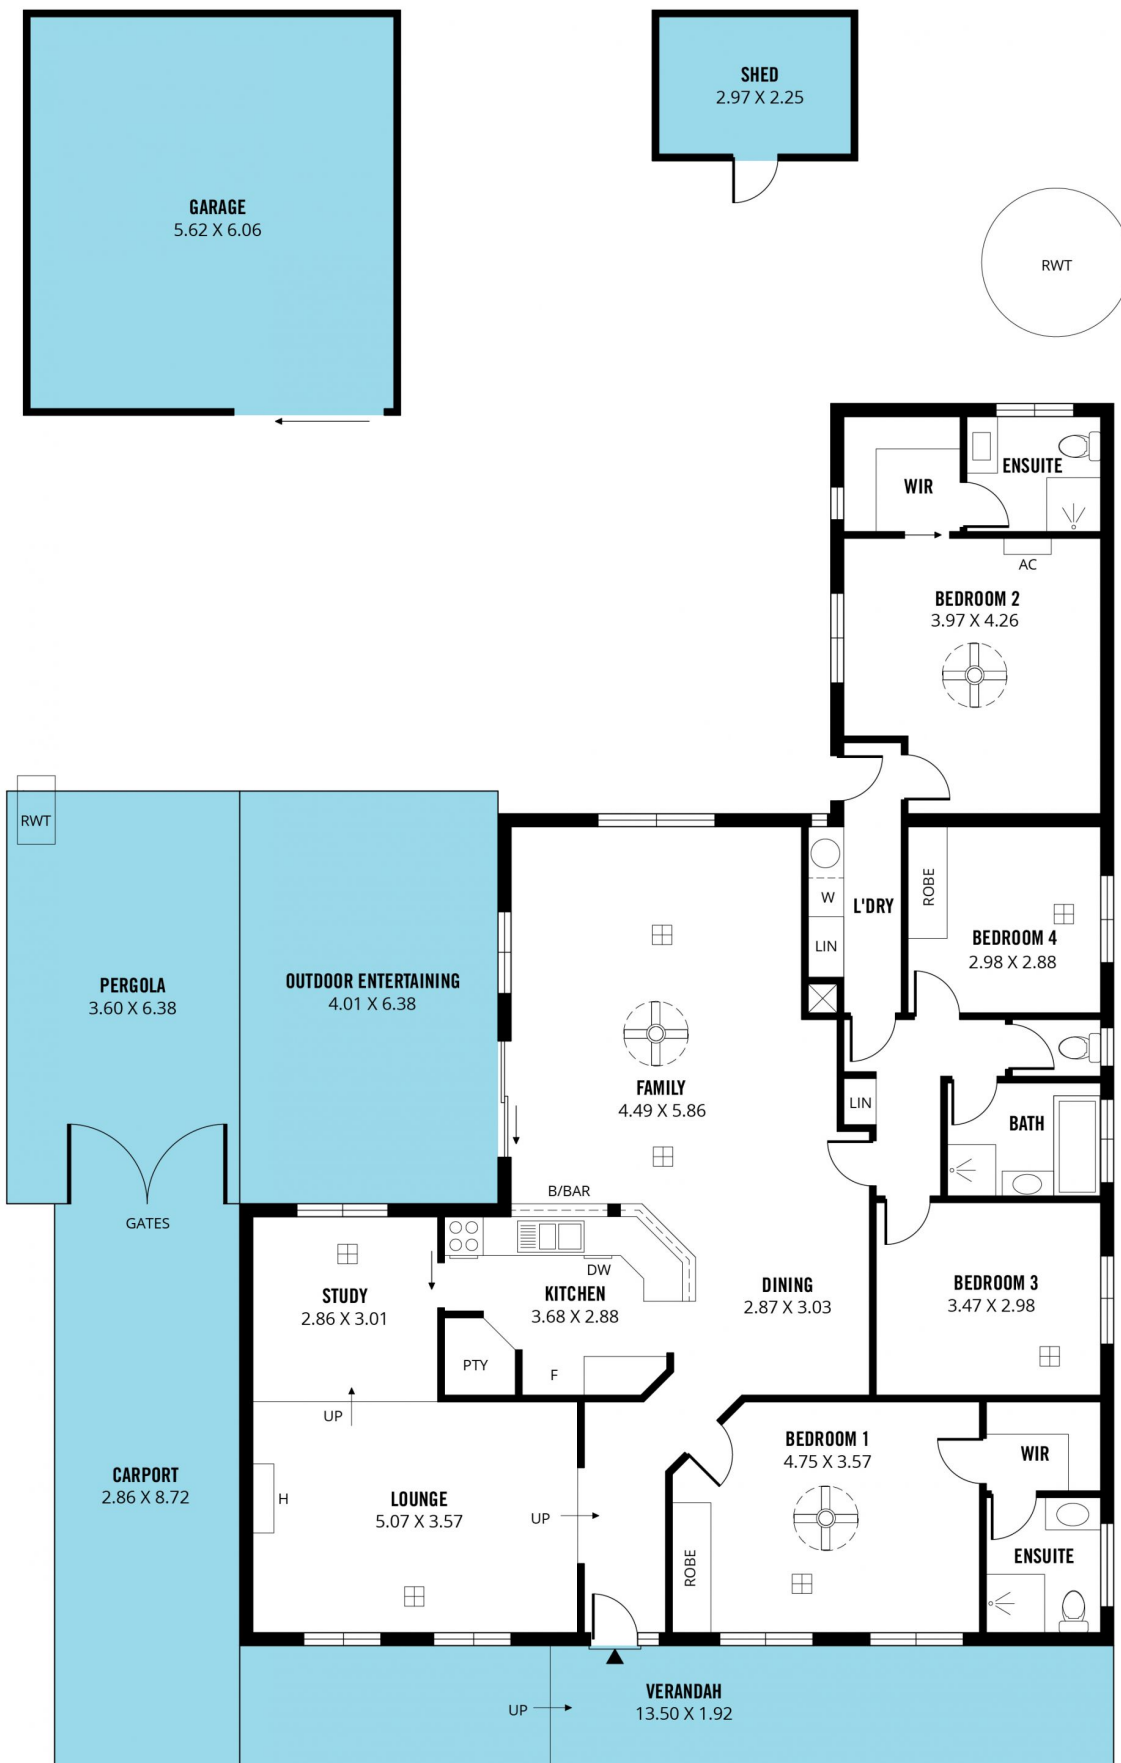 SHED
2.97 X 2.25
GARAGE
5.62 X 6.06
RWT
ENSUITE
WIR
AC
BEDROOM 2
3.97 X 4.26
RWT
ROBE
W
L'DRY
LIN
BEDROOM 4
2.98 X 2.88
PERGOLA
3.60 X 6.38
OUTDOOR ENTERTAINING
4.01 X 6.38
FAMILY
4.49 X 5.86
LIN
BATH
B/BAR
GATES
DW
STUDY
2.86 X 3.01
KITCHEN
3.68 X 2.88
DINING
2.87 X 3.03
BEDROOM 3
3.47 X 2.98
PTY
F
UP
BEDROOM 1
4.75 X 3.57
WIR
CARPORT
2.86 X 8.72
H
LOUNGE
5.07 X 3.57
UP
ROBE
ENSUITE
VERANDAH
13.50 X 1.92
UP